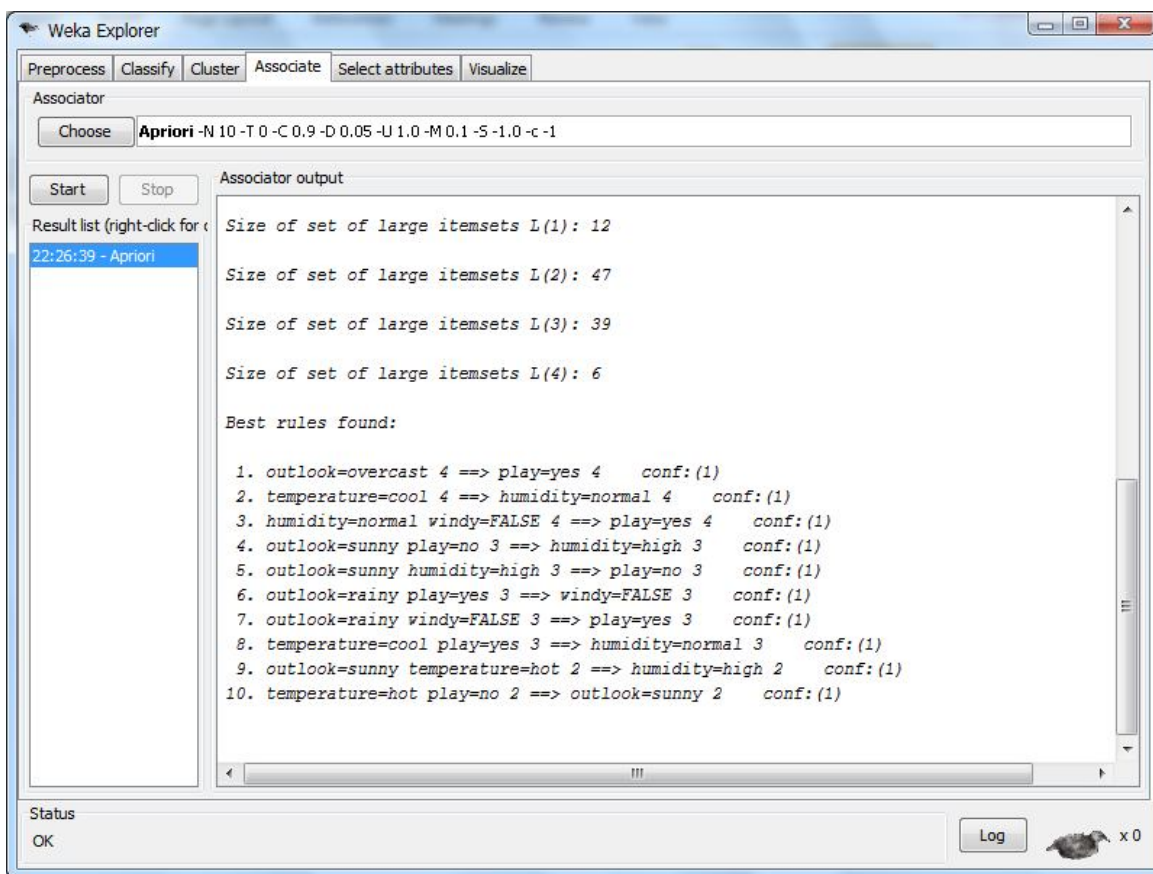 Weka Explorer
Preprocess Classify Cluster Associate Select attributes Visualize
Associator
Choose Apriori -N 10 -T 0 -C 0.9 -D 0.05 -U 1.0 -M 0.1 -S -1.0 -c -1
Start Stop
Result list (right-click for
22:26:39 - Apriori
Associator output
Size of set of large itemsets L(1): 12
Size of set of large itemsets L(2): 47
Size of set of large itemsets L(3): 39
Size of set of large itemsets L(4): 6
Best rules found:
1. outlook=overcast 4 ==> play=yes 4 conf:(1)
2. temperature=cool 4 ==> humidity=normal 4 conf:(1)
3. humidity=normal windy=FALSE 4 ==> play=yes 4 conf:(1)
4. outlook=sunny play=no 3 ==> humidity=high 3 conf:(1)
5. outlook=sunny humidity=high 3 ==> play=no 3 conf:(1)
6. outlook=rainy play=yes 3 ==> windy=FALSE 3 conf:(1)
7. outlook=rainy windy=FALSE 3 ==> play=yes 3 conf:(1)
8. temperature=cool play=yes 3 ==> humidity=normal 3 conf:(1)
9. outlook=sunny temperature=hot 2 ==> humidity=high 2 conf:(1)
10. temperature=hot play=no 2 ==> outlook=sunny 2 conf:(1)
Status
OK
Log x 0